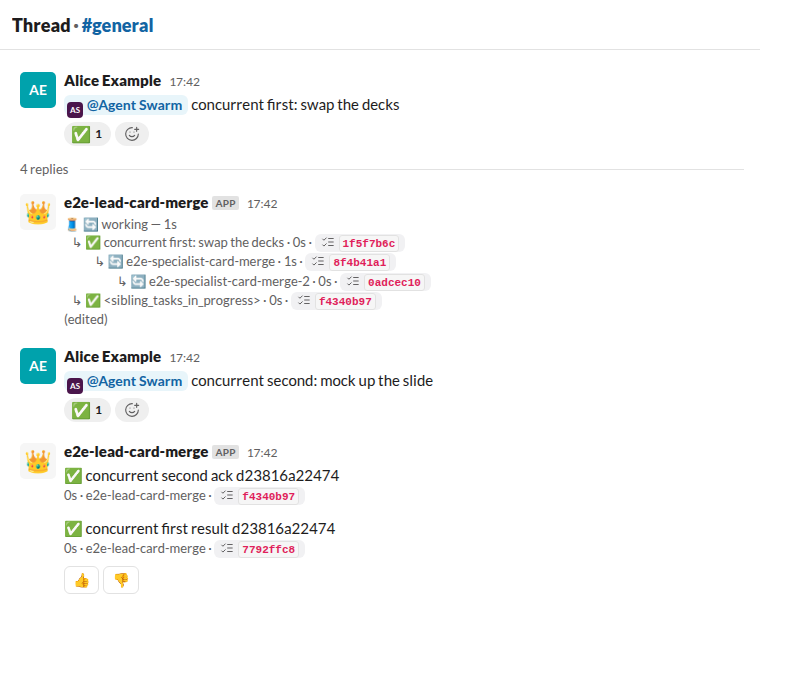 Thread · #general
AE
Alice Example 17:42
AS @Agent Swarm concurrent first: swap the decks
✅ 1
4 replies
e2e-lead-card-merge APP 17:42
🧵 🔄 working — 1s
↳ ✅ concurrent first: swap the decks · 0s · 1f5f7b6c
↳ 🔄 e2e-specialist-card-merge · 1s · 8f4b41a1
↳ 🔄 e2e-specialist-card-merge-2 · 0s · 0adcec10
↳ ✅ <sibling_tasks_in_progress> · 0s · f4340b97
(edited)
AE
Alice Example 17:42
AS @Agent Swarm concurrent second: mock up the slide
✅ 1
e2e-lead-card-merge APP 17:42
✅ concurrent second ack d23816a22474
0s · e2e-lead-card-merge · f4340b97
✅ concurrent first result d23816a22474
0s · e2e-lead-card-merge · 7792ffc8
👍 👎